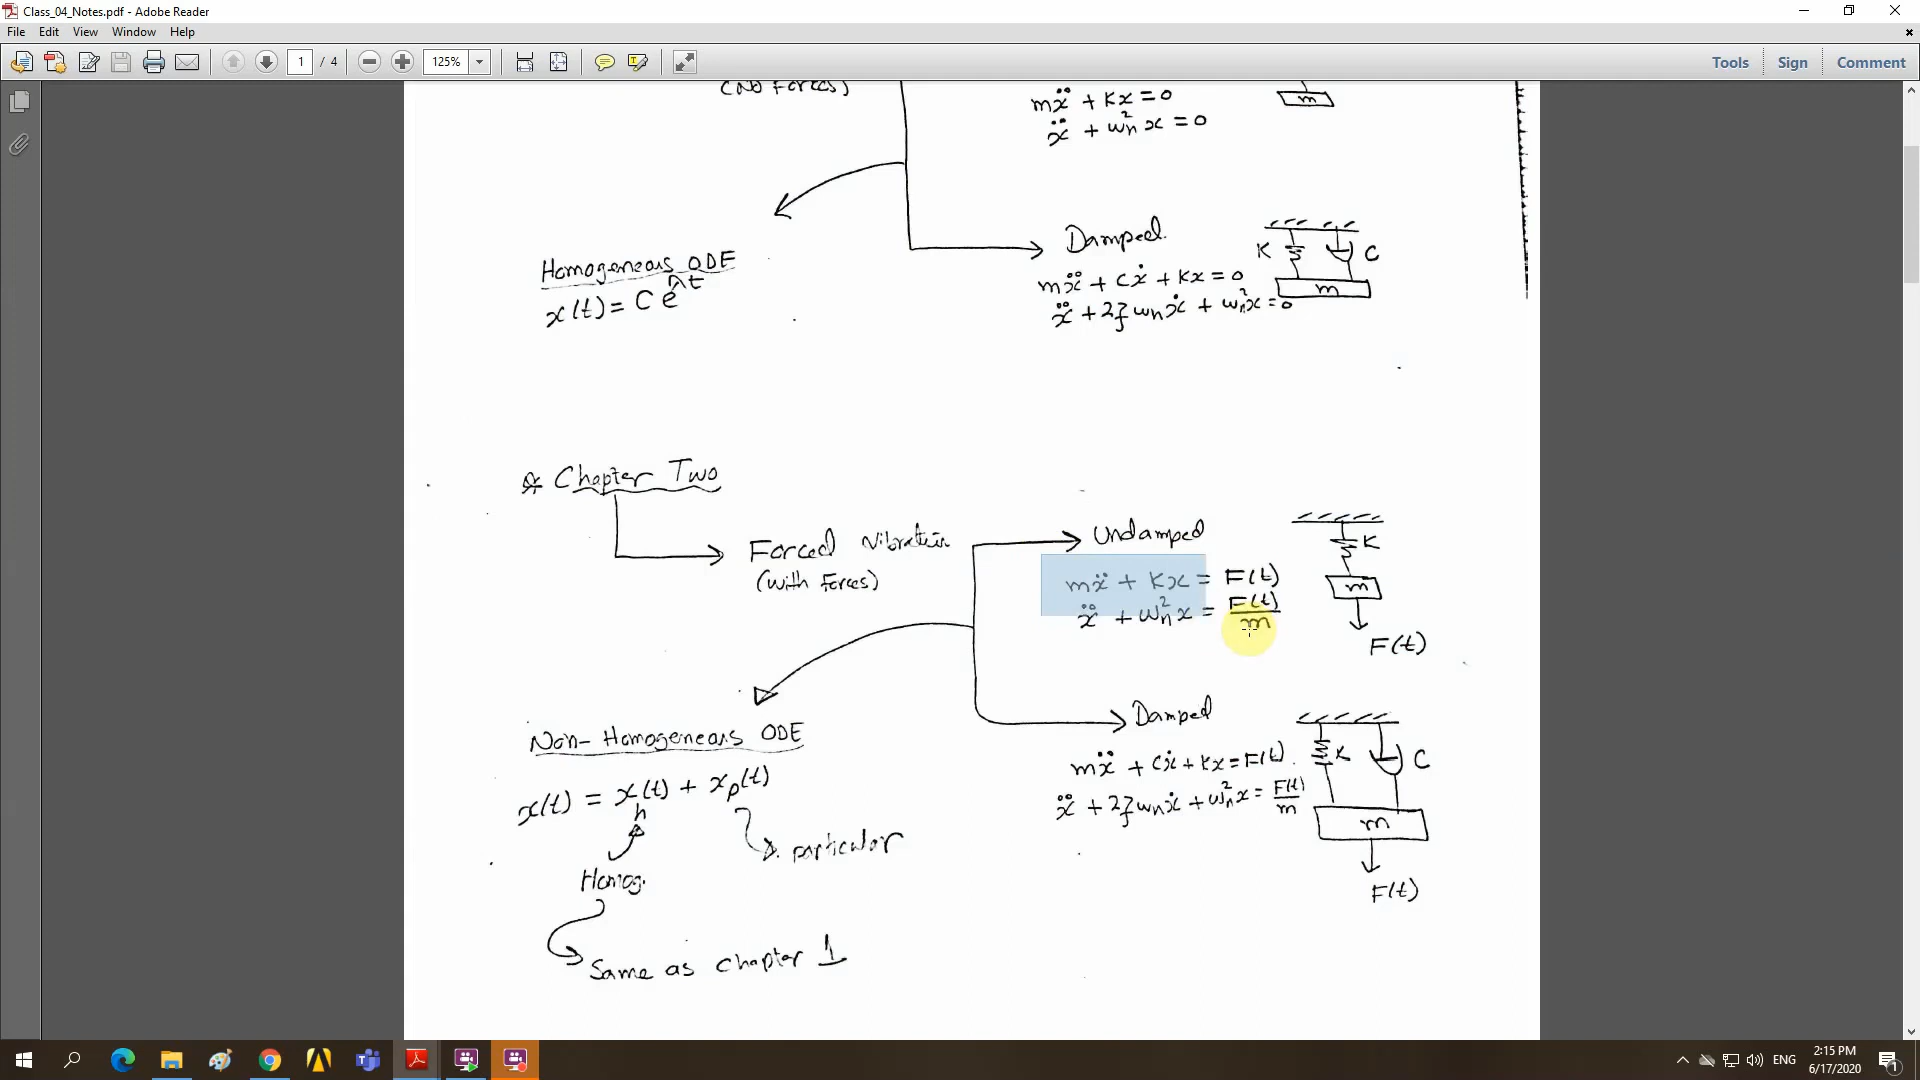 Class_04_Notes.pdf - Adobe Reader
File Edit View Window Help
1 / 4 125% Tools Sign Comment
(No Forces)
mẍ + Kx = 0
ẍ + ωn² x = 0
m
Damped
K C
mẍ + Cẋ + Kx = 0
m
ẍ + 2ζωnẋ + ωn²x = 0
Homogeneous ODE
x(t) = C e^λt
* Chapter Two
Forced Vibration
(with Forces)
Undamped
mẍ + Kx = F(t)
ẍ + ωn² x = F(t)/m
K
m
F(t)
Non-Homogeneous ODE
x(t) = xh(t) + xp(t)
particular
Homog.
Same as chapter 1
Damped
mẍ + Cẋ + Kx = F(t).
ẍ + 2ζωnẋ + ωn²x = F(t)/m
K C
m
F(t)
ENG
2:15 PM
6/17/2020
1